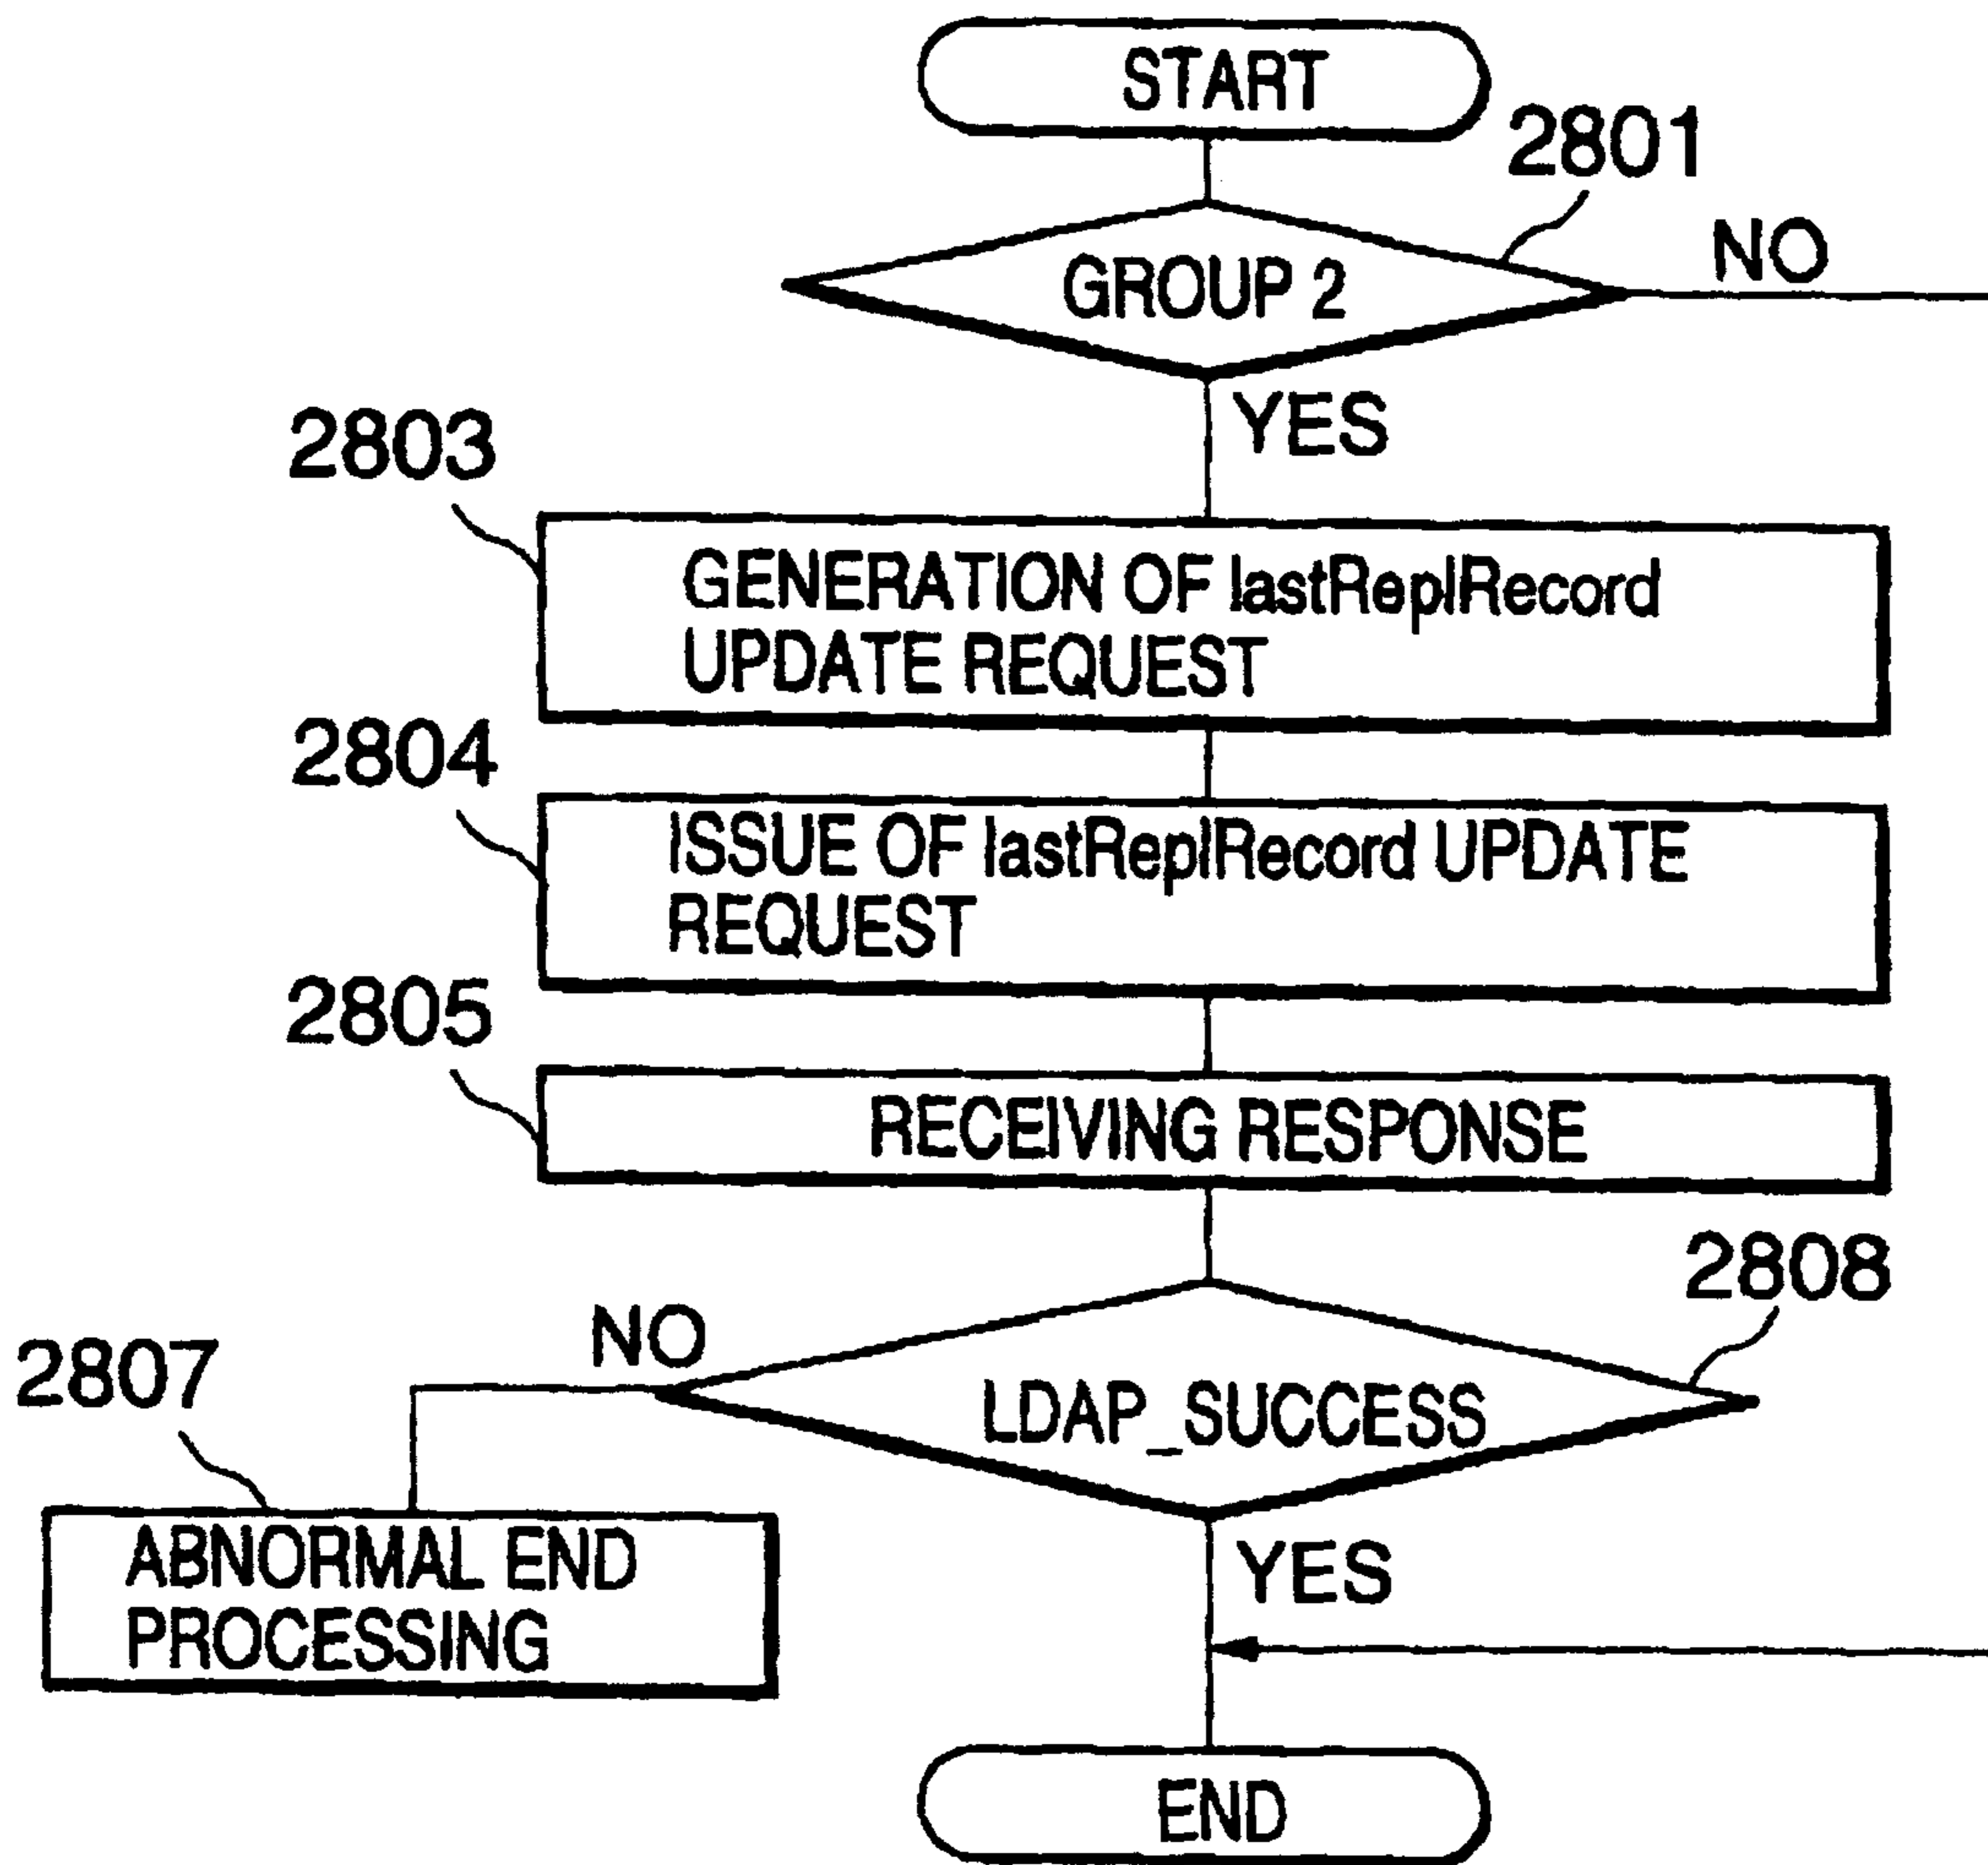 START
2801
GROUP 2
NO
YES
2803
GENERATION OF lastReplRecord
UPDATE REQUEST
2804
ISSUE OF lastReplRecord UPDATE
REQUEST
2805
RECEIVING RESPONSE
2808
NO
LDAP_SUCCESS
2807
YES
ABNORMAL END
PROCESSING
END